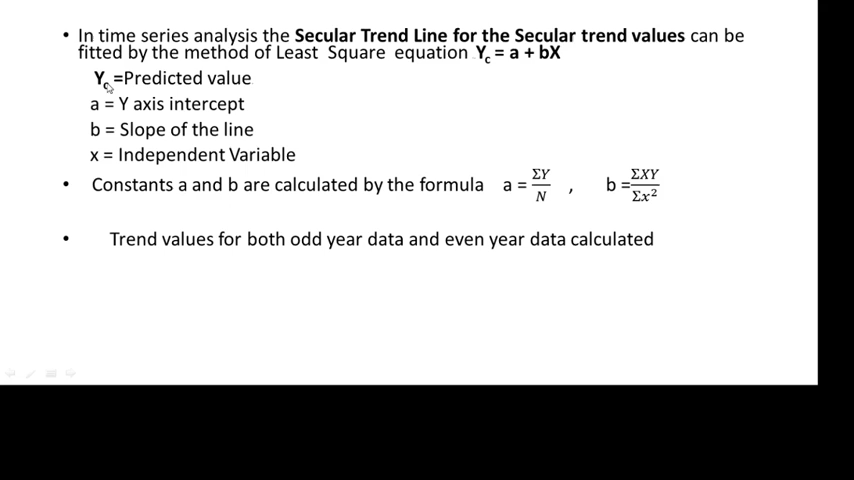 • In time series analysis the Secular Trend Line for the Secular trend values can be
fitted by the method of Least Square equation Yc = a + bX
Yc =Predicted value
a = Y axis intercept
b = Slope of the line
x = Independent Variable
• Constants a and b are calculated by the formula a = ΣY/N , b =ΣXY/Σx²
• Trend values for both odd year data and even year data calculated